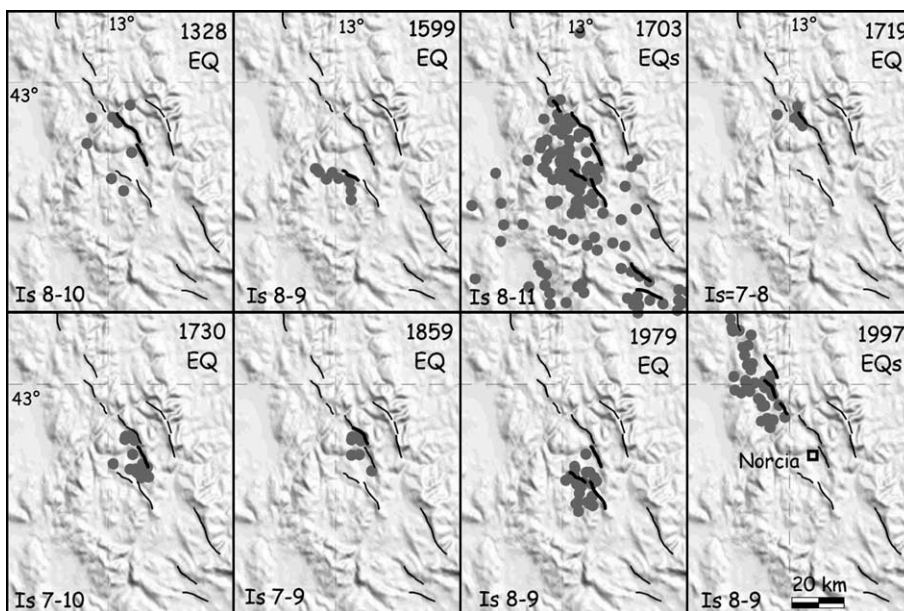 13°
1328
EQ
43°
Is 8-10
13°
1599
EQ
Is 8-9
13°
1703
EQs
Is 8-11
13°
1719
EQ
Is=7-8
1730
EQ
43°
Is 7-10
1859
EQ
Is 7-9
1979
EQ
Is 8-9
1997
EQs
Norcia
20 km
Is 8-9